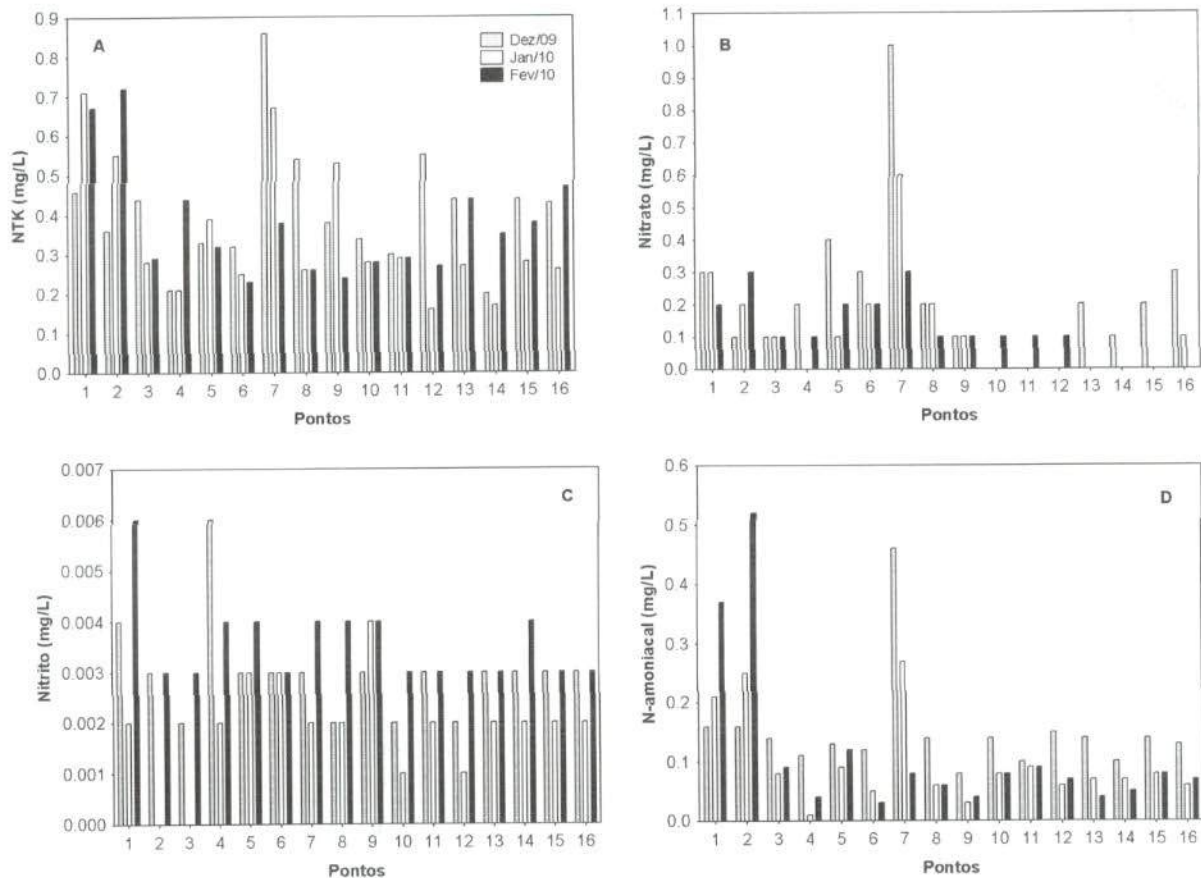 A
Dez/09
Jan/10
Fev/10
NTK (mg/L)
0.9
0.8
0.7
0.6
0.5
0.4
0.3
0.2
0.1
0.0
1 2 3 4 5 6 7 8 9 10 11 12 13 14 15 16
Pontos
B
Nitrato (mg/L)
1.1
1.0
0.9
0.8
0.7
0.6
0.5
0.4
0.3
0.2
0.1
0.0
1 2 3 4 5 6 7 8 9 10 11 12 13 14 15 16
Pontos
C
Nitrito (mg/L)
0.007
0.006
0.005
0.004
0.003
0.002
0.001
0.000
1 2 3 4 5 6 7 8 9 10 11 12 13 14 15 16
Pontos
D
N-amoniacal (mg/L)
0.6
0.5
0.4
0.3
0.2
0.1
0.0
1 2 3 4 5 6 7 8 9 10 11 12 13 14 15 16
Pontos